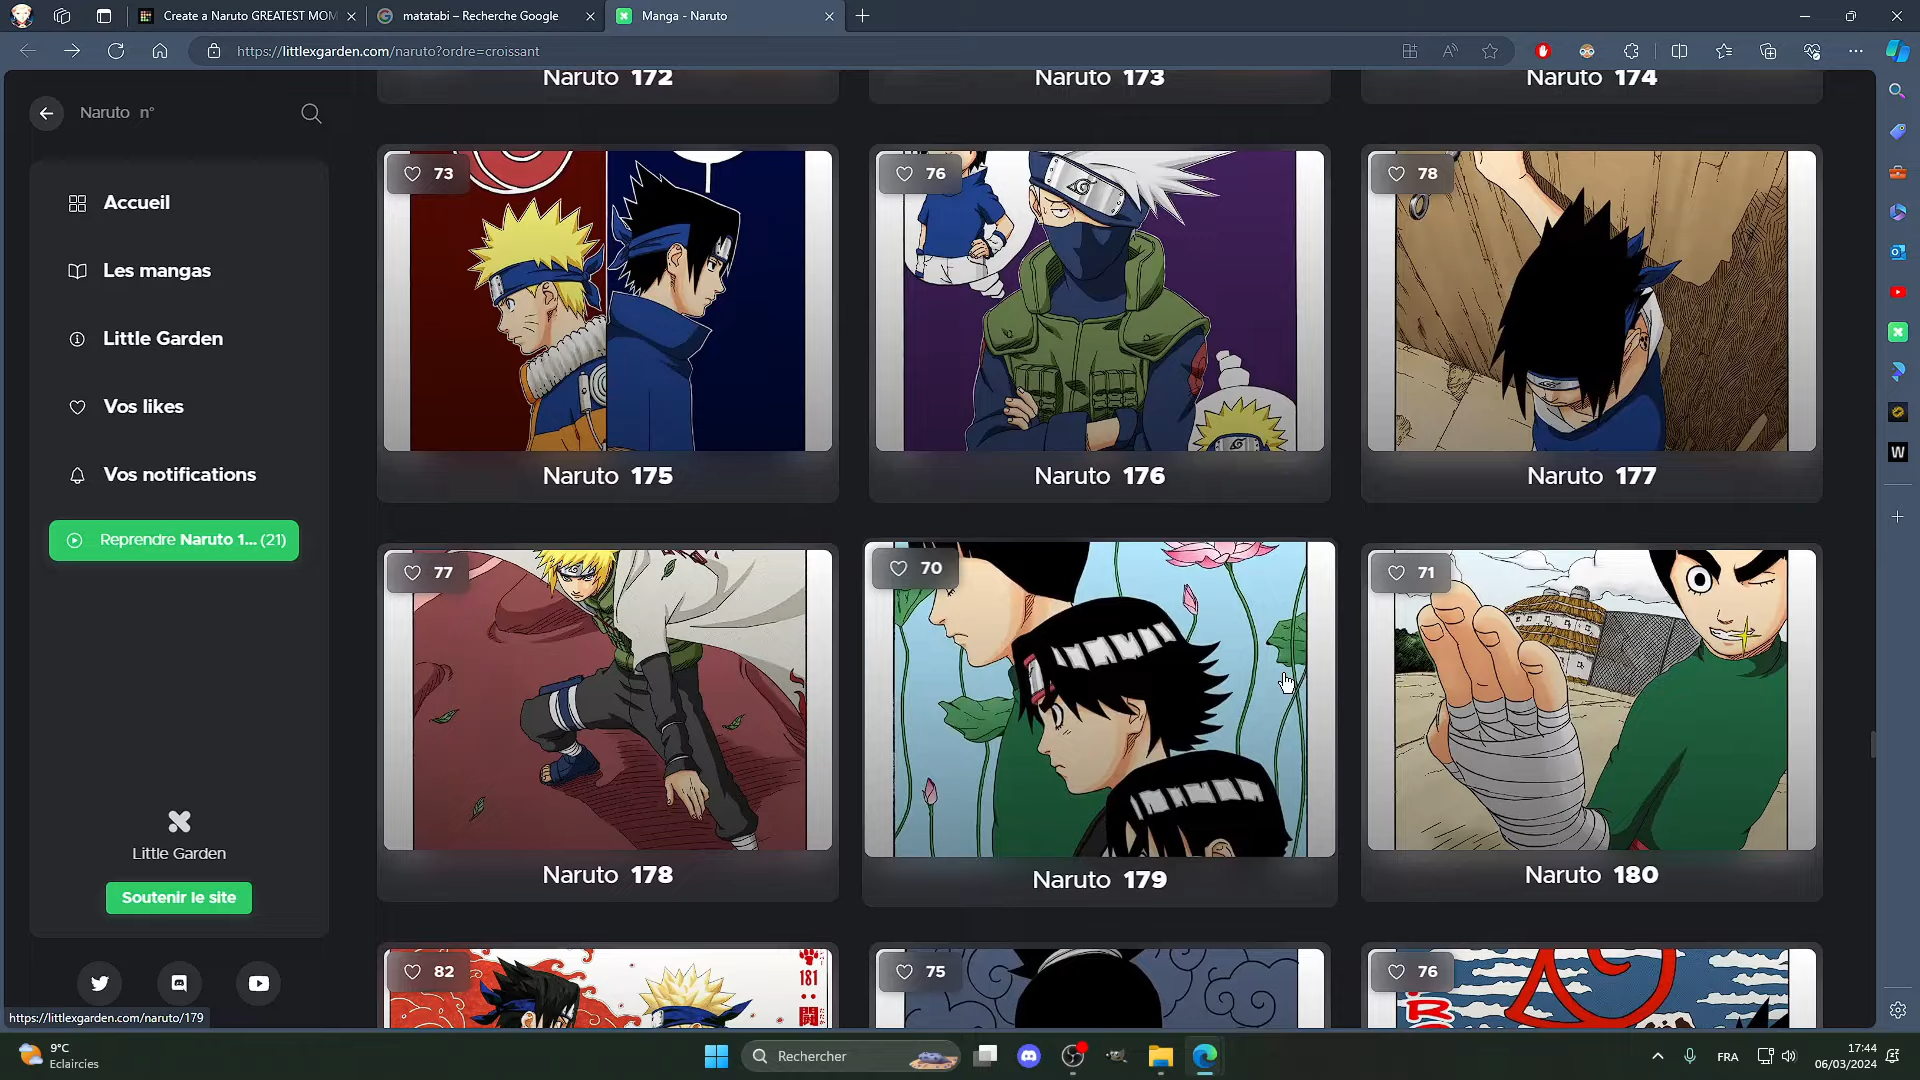 Create a Naruto GREATEST MOM
matatabi – Recherche Google
Manga - Naruto
https://littlexgarden.com/naruto?ordre=croissant
Naruto n°
Accueil
Les mangas
Little Garden
Vos likes
Vos notifications
Reprendre Naruto 1... (21)
Little Garden
Soutenir le site
Naruto 172
Naruto 173
Naruto 174
73
76
78
Naruto 175
Naruto 176
Naruto 177
77
70
71
Naruto 178
Naruto 179
Naruto 180
82
181
闘
75
76
R
https://littlexgarden.com/naruto/179
9°C
Eclaircies
Rechercher
FRA
17:44
06/03/2024
W